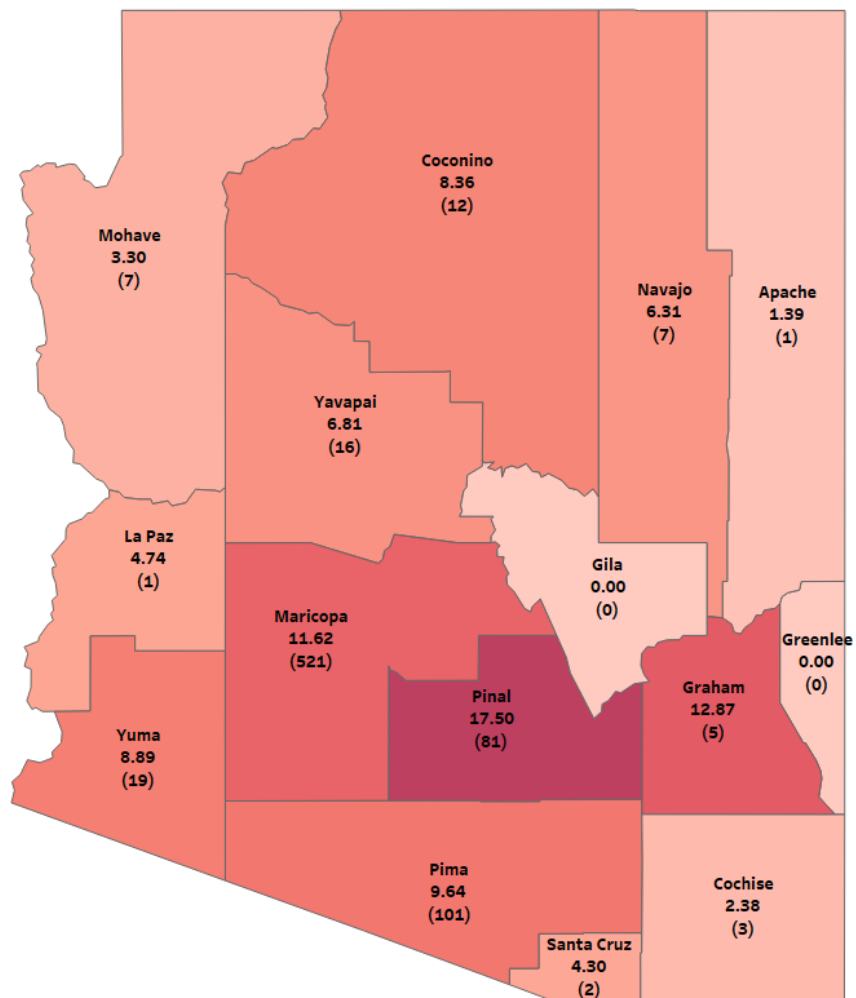 Coconino
8.36
(12)
Mohave
3.30
(7)
Navajo
6.31
(7)
Apache
1.39
(1)
Yavapai
6.81
(16)
La Paz
4.74
(1)
Gila
0.00
(0)
Maricopa
11.62
(521)
Greenlee
0.00
(0)
Pinal
17.50
(81)
Graham
12.87
(5)
Yuma
8.89
(19)
Pima
9.64
(101)
Cochise
2.38
(3)
Santa Cruz
4.30
(2)